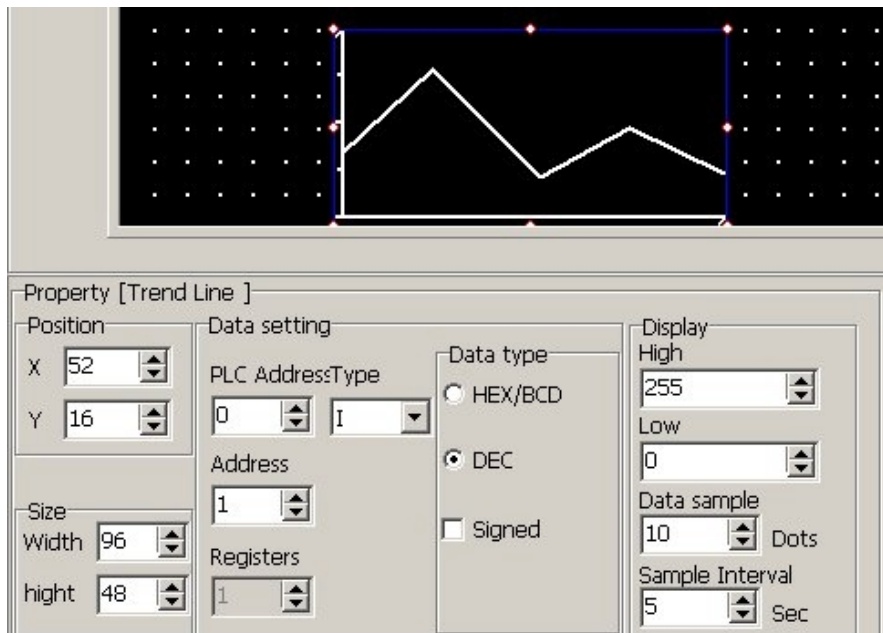 Property [Trend Line ]
Position
X 52
Y 16
Size
Width 96
hight 48
Data setting
PLC Address Type
0 I
Address
1
Registers
1
Data type
HEX/BCD
DEC
Signed
Display
High
255
Low
0
Data sample
10 Dots
Sample Interval
5 Sec